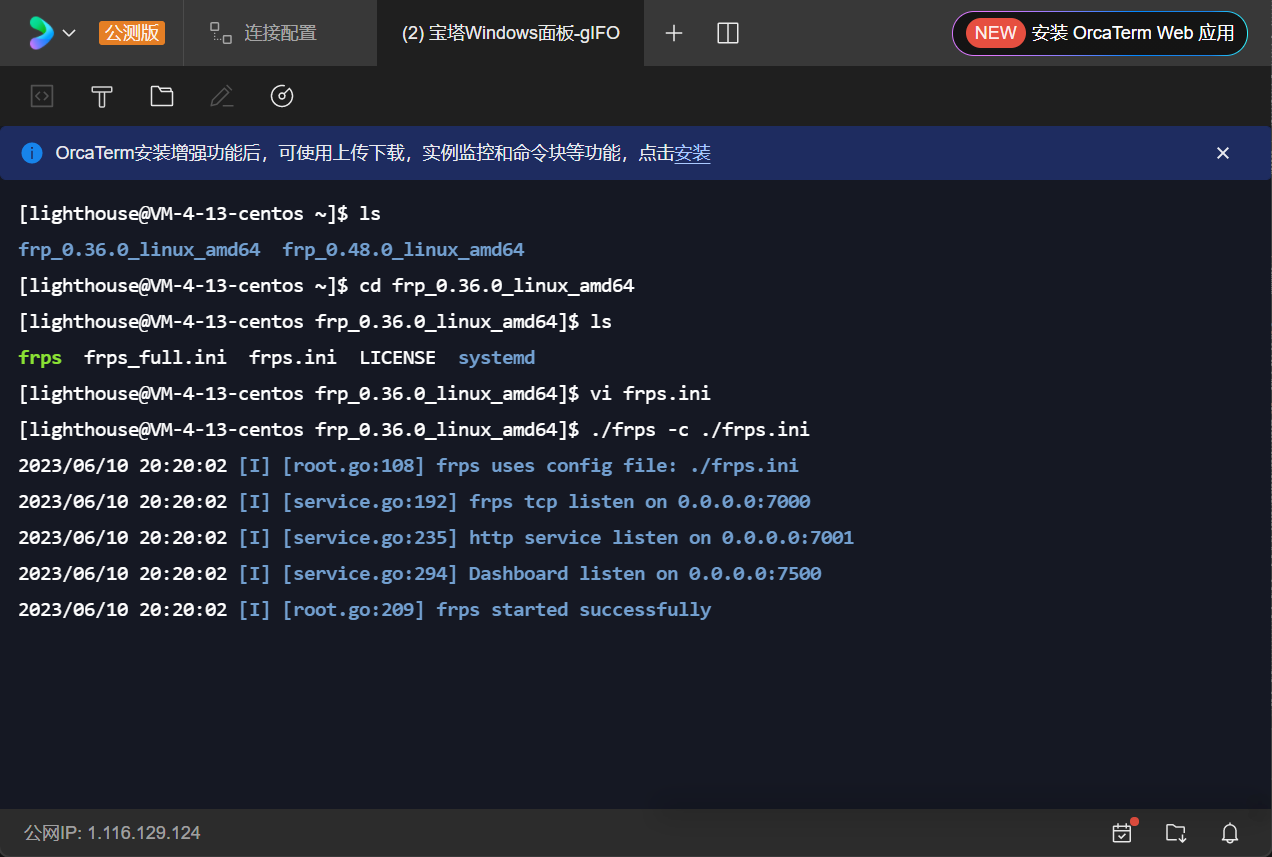 公测版 连接配置 (2) 宝塔Windows面板-gIFO NEW 安装 OrcaTerm Web 应用
OrcaTerm安装增强功能后，可使用上传下载，实例监控和命令块等功能，点击安装
[lighthouse@VM-4-13-centos ~]$ ls
frp_0.36.0_linux_amd64  frp_0.48.0_linux_amd64
[lighthouse@VM-4-13-centos ~]$ cd frp_0.36.0_linux_amd64
[lighthouse@VM-4-13-centos frp_0.36.0_linux_amd64]$ ls
frps  frps_full.ini  frps.ini  LICENSE  systemd
[lighthouse@VM-4-13-centos frp_0.36.0_linux_amd64]$ vi frps.ini
[lighthouse@VM-4-13-centos frp_0.36.0_linux_amd64]$ ./frps -c ./frps.ini
2023/06/10 20:20:02 [I] [root.go:108] frps uses config file: ./frps.ini
2023/06/10 20:20:02 [I] [service.go:192] frps tcp listen on 0.0.0.0:7000
2023/06/10 20:20:02 [I] [service.go:235] http service listen on 0.0.0.0:7001
2023/06/10 20:20:02 [I] [service.go:294] Dashboard listen on 0.0.0.0:7500
2023/06/10 20:20:02 [I] [root.go:209] frps started successfully
公网IP: 1.116.129.124